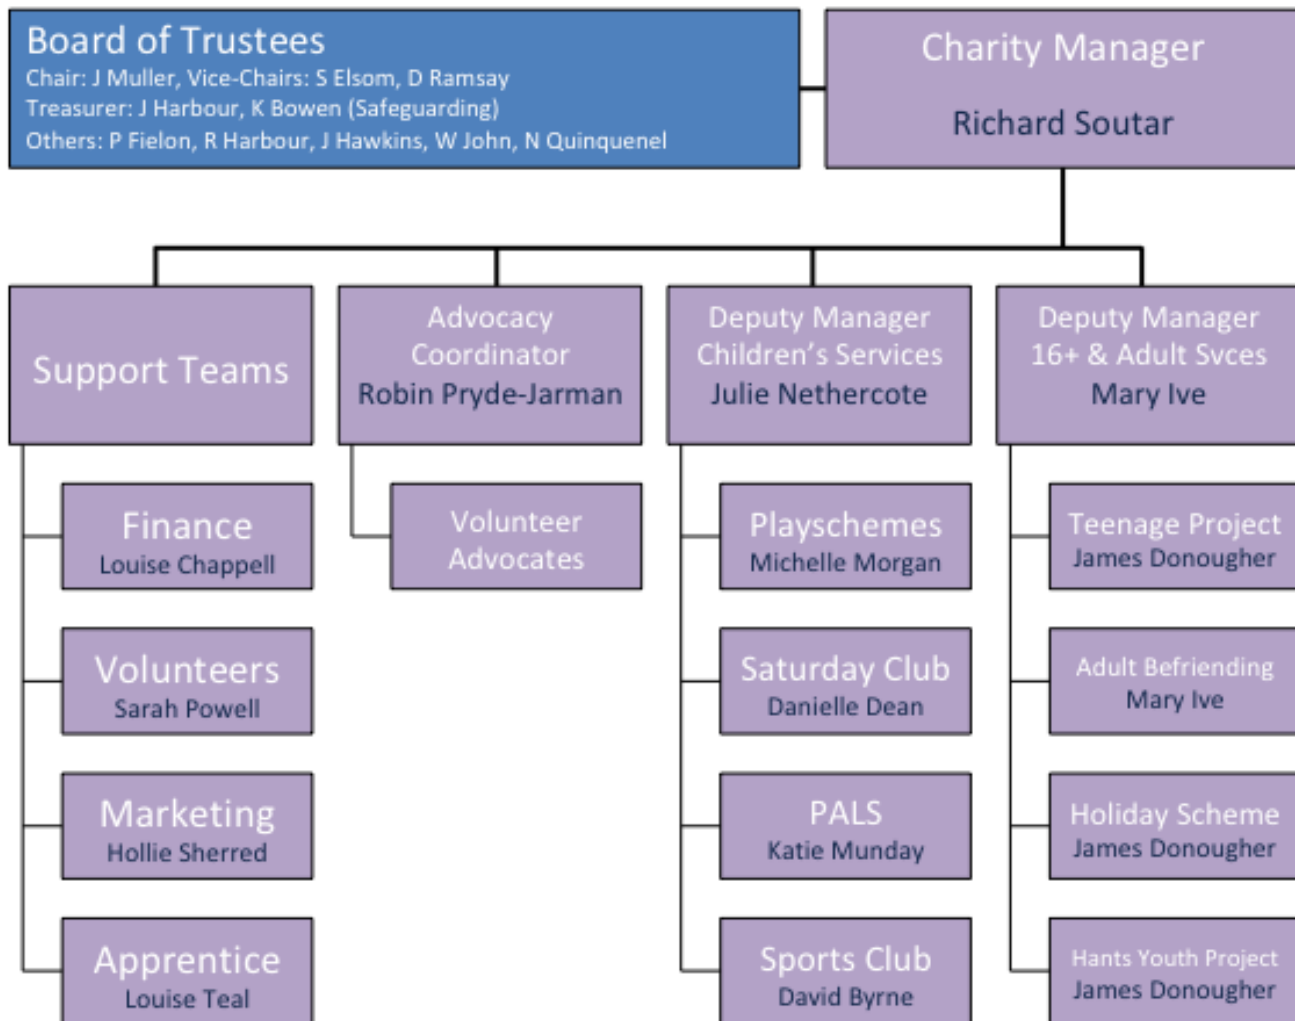 Board of Trustees
Chair: J Muller, Vice-Chairs: S Elsom, D Ramsay
Treasurer: J Harbour, K Bowen (Safeguarding)
Others: P Fielon, R Harbour, J Hawkins, W John, N Quinquenel
Charity Manager
Richard Soutar
Support Teams
Finance
Louise Chappell
Volunteers
Sarah Powell
Marketing
Hollie Sherred
Apprentice
Louise Teal
Advocacy
Coordinator
Robin Pryde-Jarman
Volunteer
Advocates
Deputy Manager
Children’s Services
Julie Nethercote
Playschemes
Michelle Morgan
Saturday Club
Danielle Dean
PALS
Katie Munday
Sports Club
David Byrne
Deputy Manager
16+ & Adult Svces
Mary Ive
Teenage Project
James Donougher
Adult Befriending
Mary Ive
Holiday Scheme
James Donougher
Hants Youth Project
James Donougher